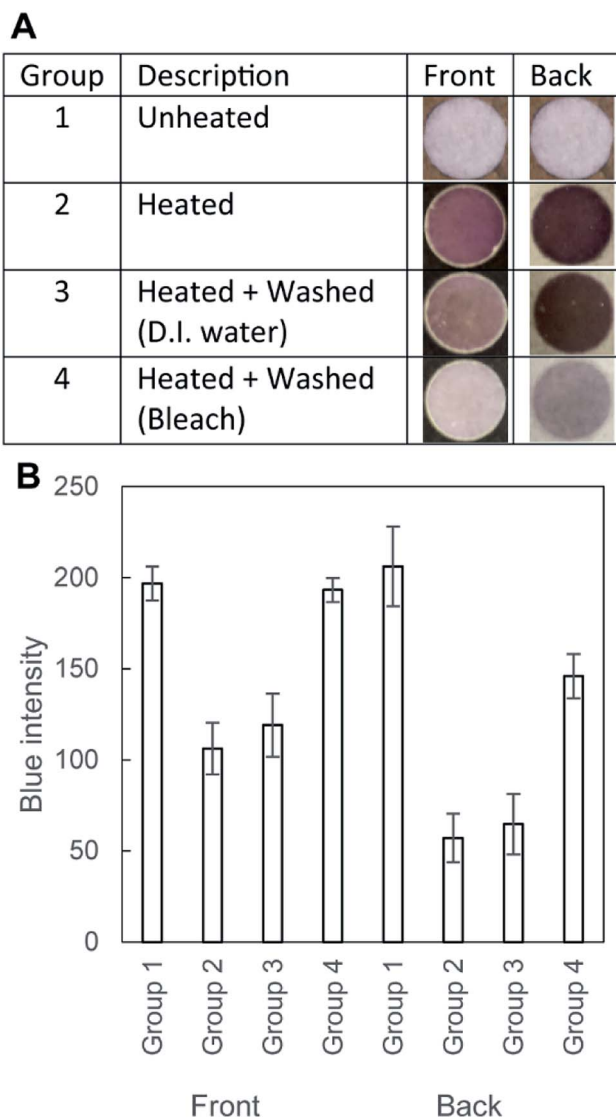 A
Group Description Front Back
1 Unheated
2 Heated
3 Heated + Washed
(D.I. water)
4 Heated + Washed
(Bleach)
B
250
200
150
100
50
0
Blue intensity
Group 1
Group 2
Group 3
Group 4
Group 1
Group 2
Group 3
Group 4
Front Back